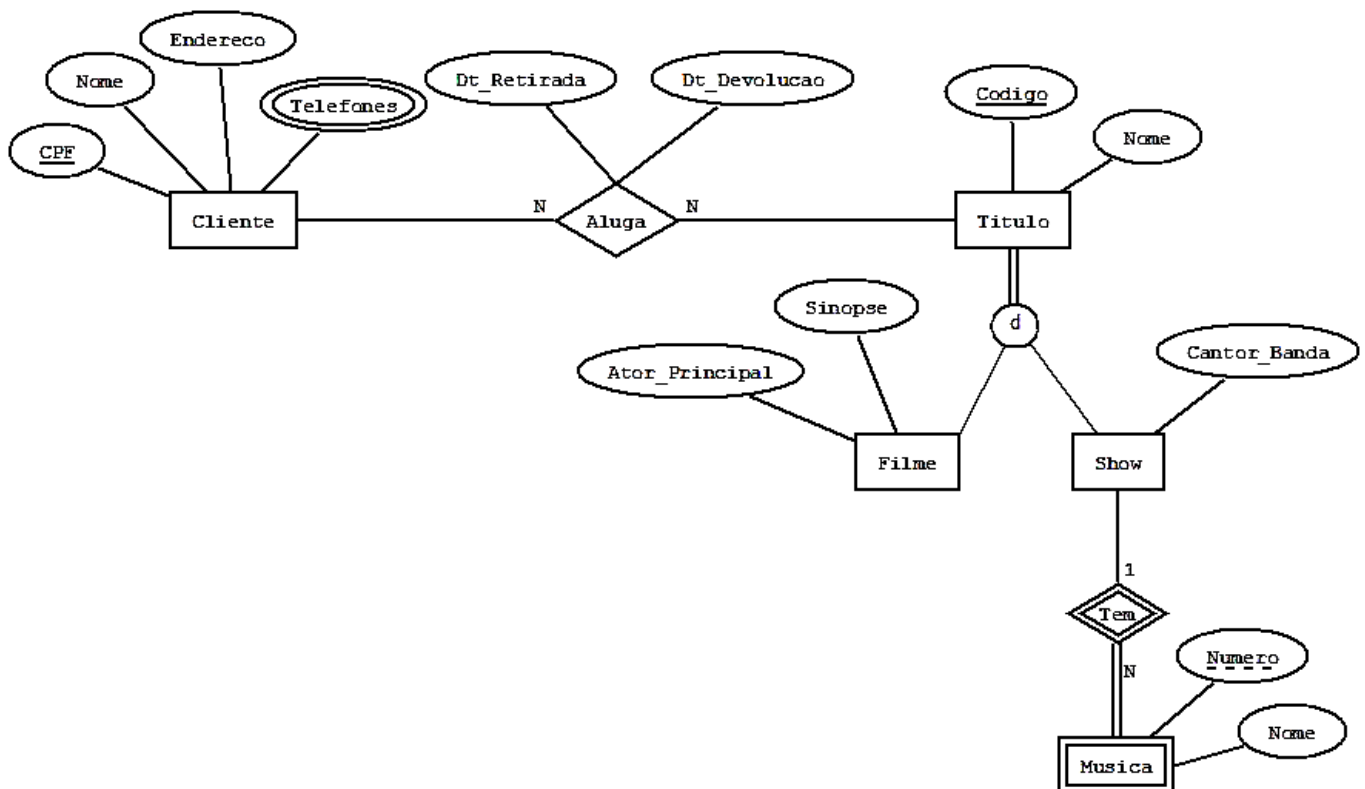 Endereco
Nome
Dt_Retirada
Dt_Devolucao
Telefones
Codigo
Nome
CPF
Cliente
N
Aluga
N
Titulo
Sinopse
d
Ator_Principal
Cantor_Banda
Filme
Show
1
Tem
N
Numero
Nome
Musica